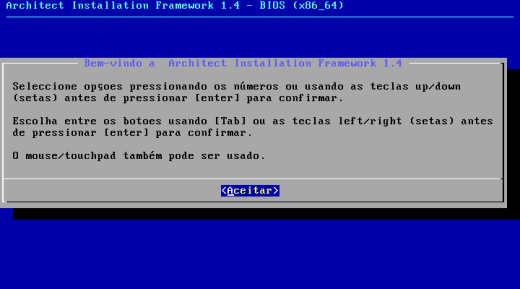 Architect Installation Framework 1.4 - BIOS (x86_64)
Bem-vindo a  Architect Installation Framework 1.4
Seleccione opşoes pressionando os números ou usando as teclas up/down
(setas) antes de pressionar [enter] para confirmar.
Escolha entre os botoes usando [Tab] ou as teclas left/right (setas) antes
de pressionar [enter] para confirmar.
O mouse/touchpad também pode ser usado.
<Aceitar>